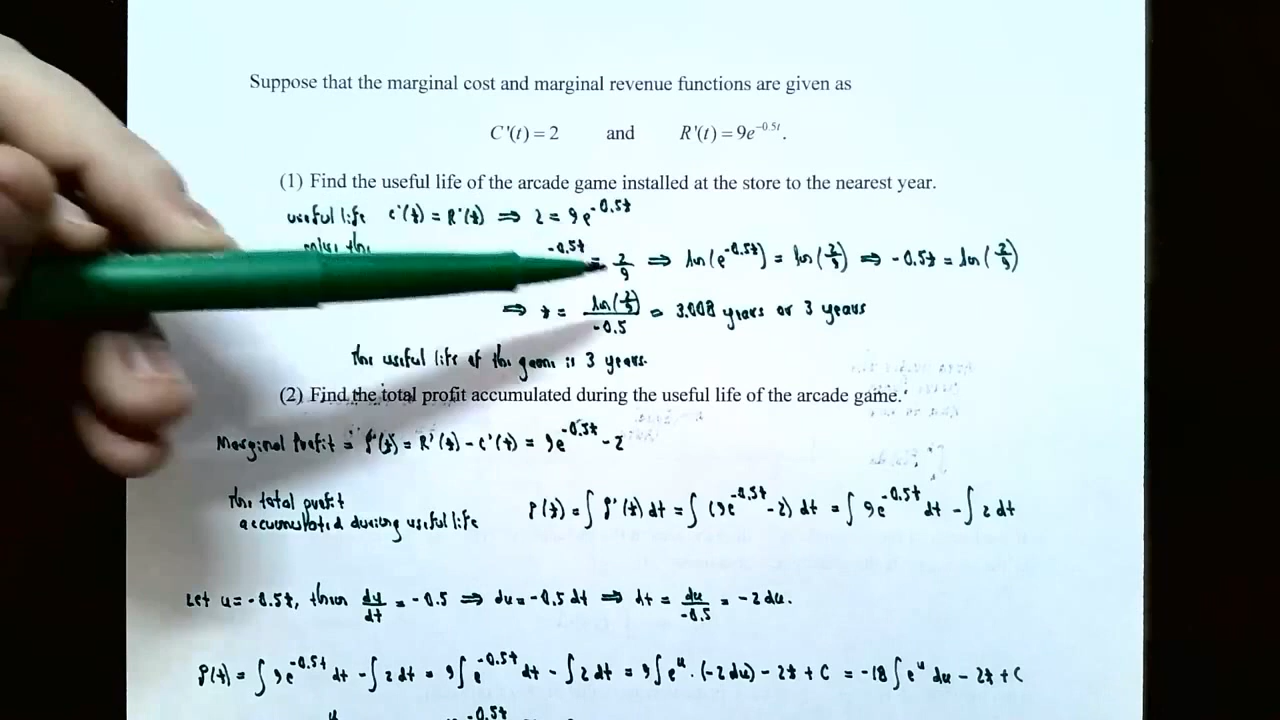 Suppose that the marginal cost and marginal revenue functions are given as
C'(t) = 2 and R'(t) = 9e^{-0.5t}.
(1) Find the useful life of the arcade game installed at the store to the nearest year.
useful life C'(t) = R'(t) ⇒ 2 = 9e^{-0.5t}
-0.5t = 2/9 ⇒ ln(e^{-0.5t}) = ln(2/9) ⇒ -0.5t = ln(2/9)
⇒ t = ln(2/9)/-0.5 = 3.008 years or 3 years
The useful life of the game is 3 years.
(2) Find the total profit accumulated during the useful life of the arcade game.
Marginal Profit = P'(t) = R'(t) - C'(t) = 9e^{-0.5t} - 2
The total profit
accumulated during useful life P(t) = ∫ P'(t) dt = ∫ (9e^{-0.5t} - 2) dt = ∫ 9e^{-0.5t} dt - ∫ 2 dt
Let u = -0.5t, then du/dt = -0.5 ⇒ du = -0.5 dt ⇒ dt = du/-0.5 = -2 du.
P(t) = ∫ 9e^{-0.5t} dt - ∫ 2 dt = 9∫ e^{-0.5t} dt - ∫ 2 dt = 9∫ e^u · (-2 du) - 2t + C = -18∫ e^u du - 2t + C
u -0.5t